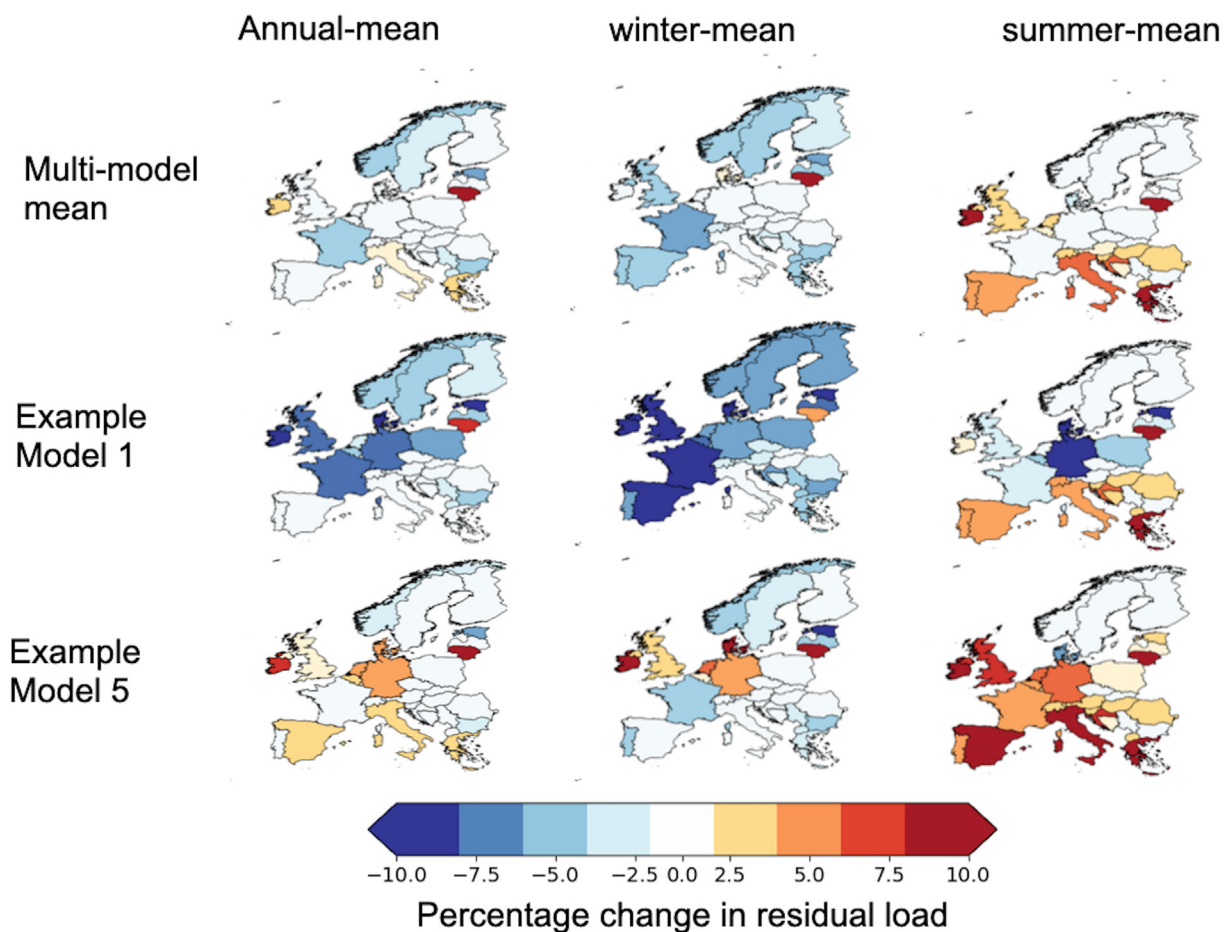 Annual-mean winter-mean summer-mean
Multi-model
mean
Example
Model 1
Example
Model 5
−10.0 −7.5 −5.0 −2.5 0.0 2.5 5.0 7.5 10.0
Percentage change in residual load